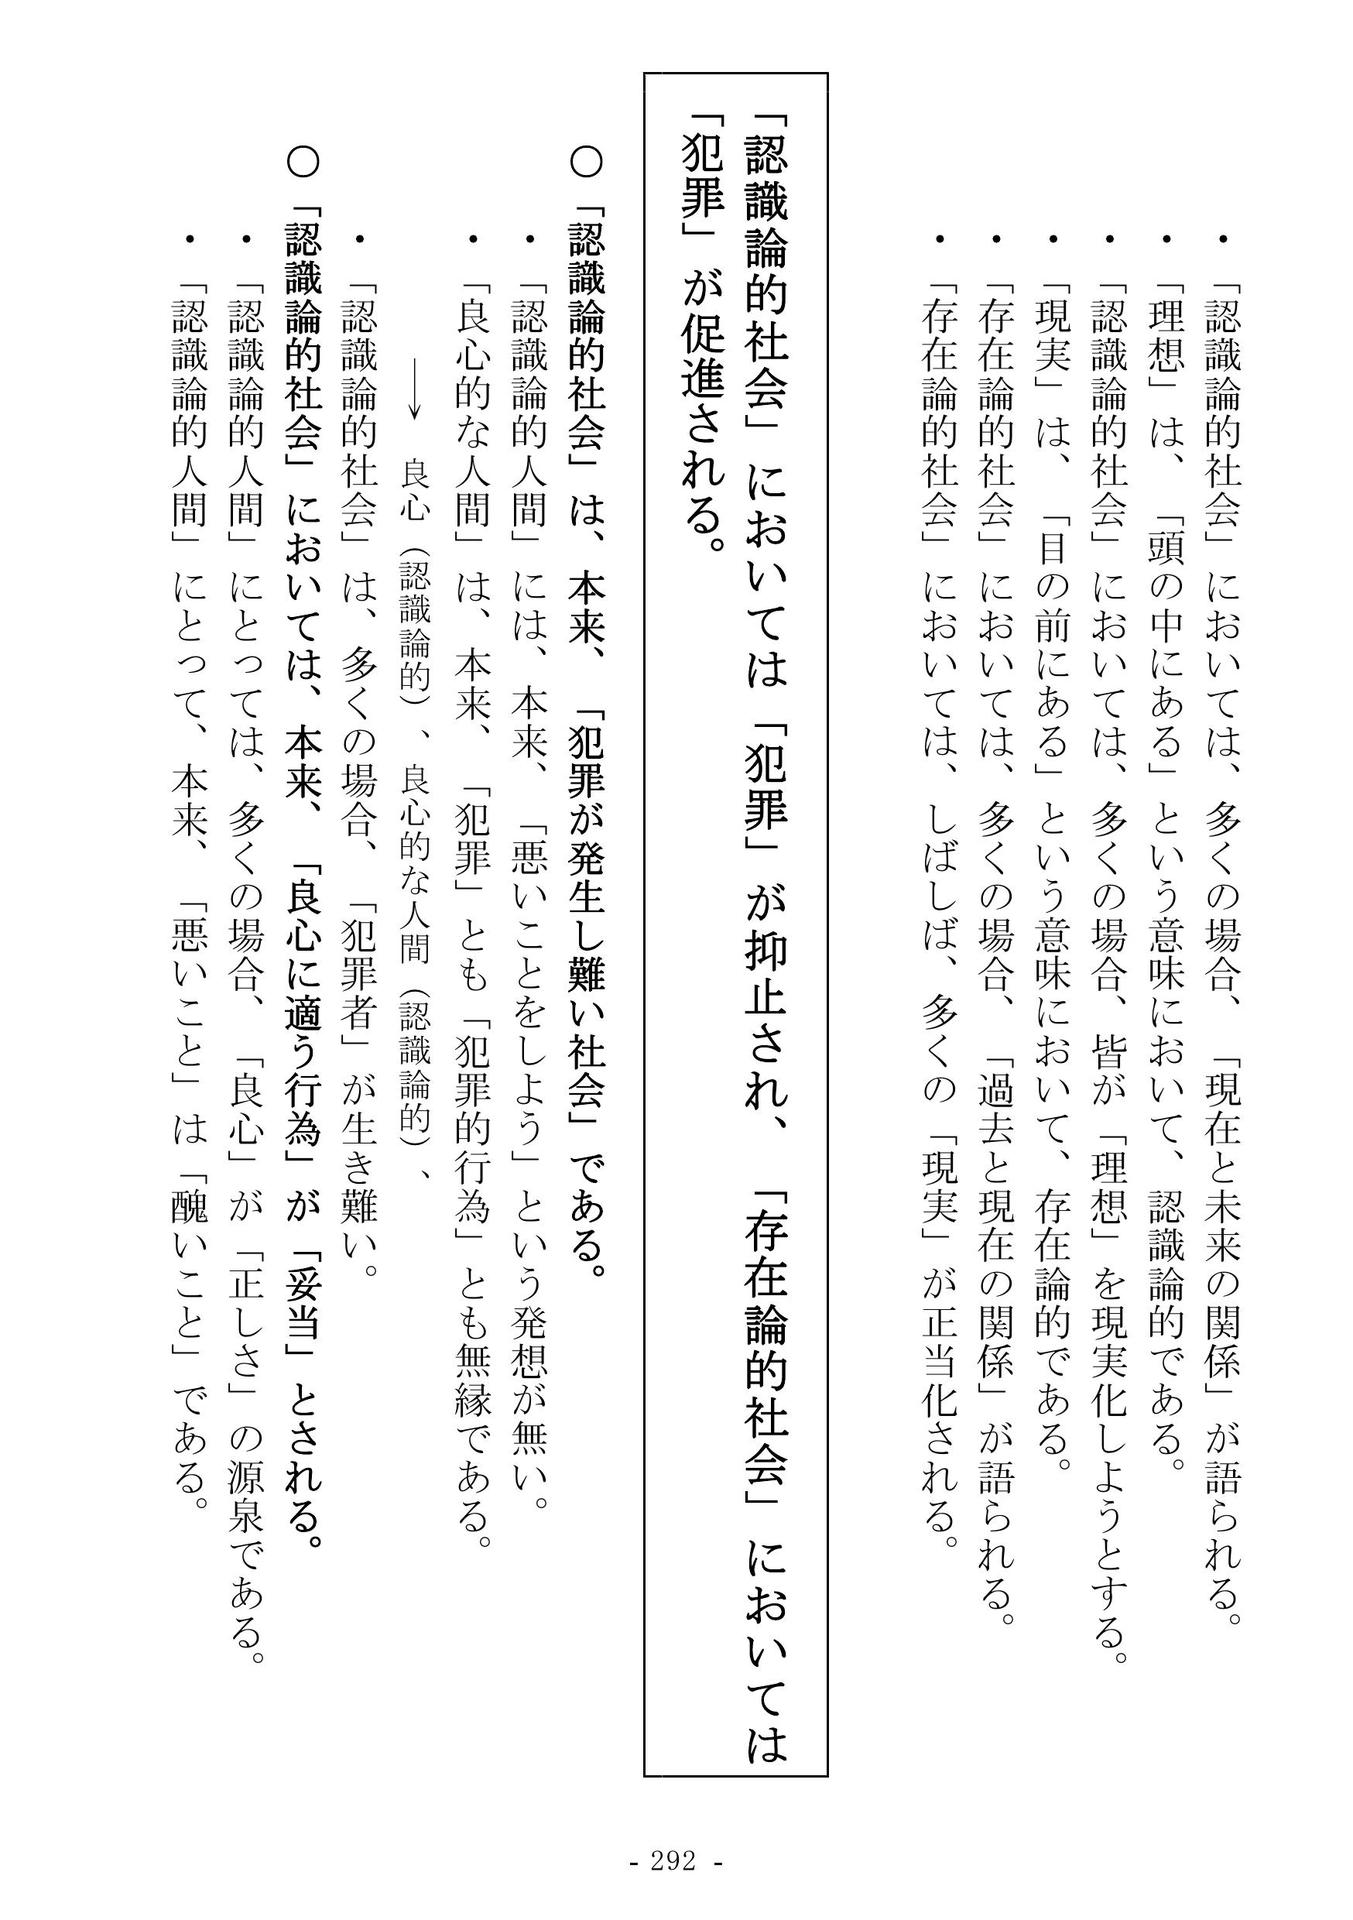 ・「認識論的社会」においては、多くの場合、「現在と未来の関係」が語られる。
・「理想」は、「頭の中にある」という意味において、認識論的である。
・「認識論的社会」においては、多くの場合、皆が「理想」を現実化しようとする。
・「現実」は、「目の前にある」という意味において、存在論的である。
・「存在論的社会」においては、多くの場合、「過去と現在の関係」が語られる。
・「存在論的社会」においては、しばしば、多くの「現実」が正当化される。
「認識論的社会」においては「犯罪」が抑止され、「存在論的社会」においては
「犯罪」が促進される。
○「認識論的社会」は、本来、「犯罪が発生し難い社会」である。
・「認識論的人間」には、本来、「悪いことをしよう」という発想が無い。
・「良心的な人間」は、本来、「犯罪」とも「犯罪的行為」とも無縁である。
→ 良心（認識論的）、良心的な人間（認識論的）、
・「認識論的社会」は、多くの場合、「犯罪者」が生き難い。
○「認識論的社会」においては、本来、「良心に適う行為」が「妥当」とされる。
・「認識論的人間」にとっては、多くの場合、「良心」が「正しさ」の源泉である。
・「認識論的人間」にとって、本来、「悪いこと」は「醜いこと」である。
- 292 -